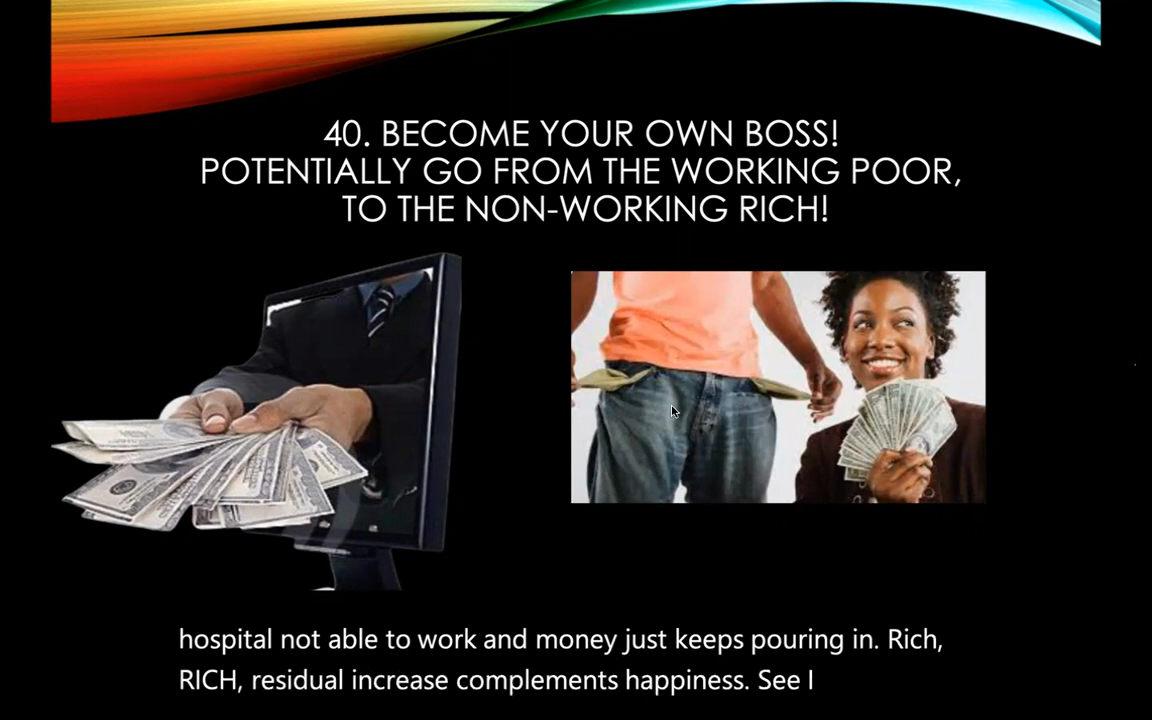 40. BECOME YOUR OWN BOSS!
POTENTIALLY GO FROM THE WORKING POOR,
TO THE NON-WORKING RICH!
hospital not able to work and money just keeps pouring in. Rich,
RICH, residual increase complements happiness. See I